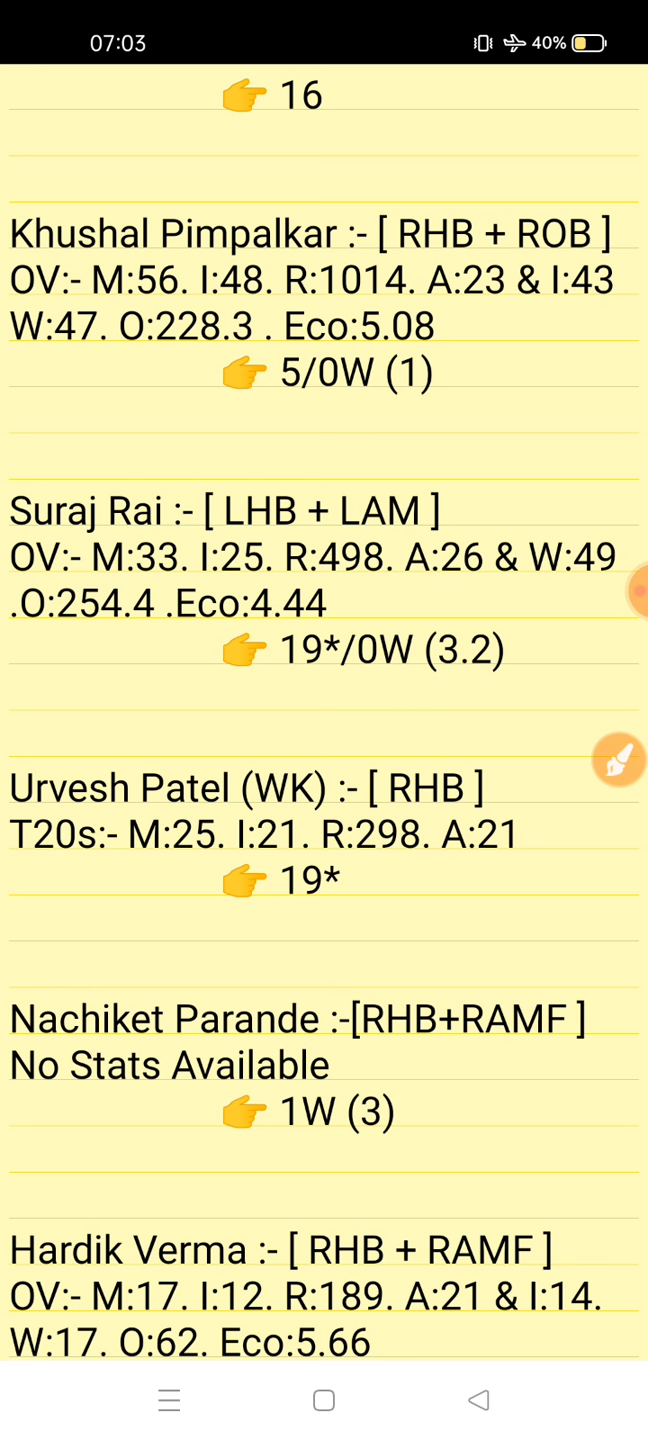 07:03 40%
👉 16
Khushal Pimpalkar :- [ RHB + ROB ]
OV:- M:56. I:48. R:1014. A:23 & I:43
W:47. O:228.3 . Eco:5.08
👉 5/0W (1)
Suraj Rai :- [ LHB + LAM ]
OV:- M:33. I:25. R:498. A:26 & W:49
.O:254.4 .Eco:4.44
👉 19*/0W (3.2)
Urvesh Patel (WK) :- [ RHB ]
T20s:- M:25. I:21. R:298. A:21
👉 19*
Nachiket Parande :-[RHB+RAMF ]
No Stats Available
👉 1W (3)
Hardik Verma :- [ RHB + RAMF ]
OV:- M:17. I:12. R:189. A:21 & I:14.
W:17. O:62. Eco:5.66